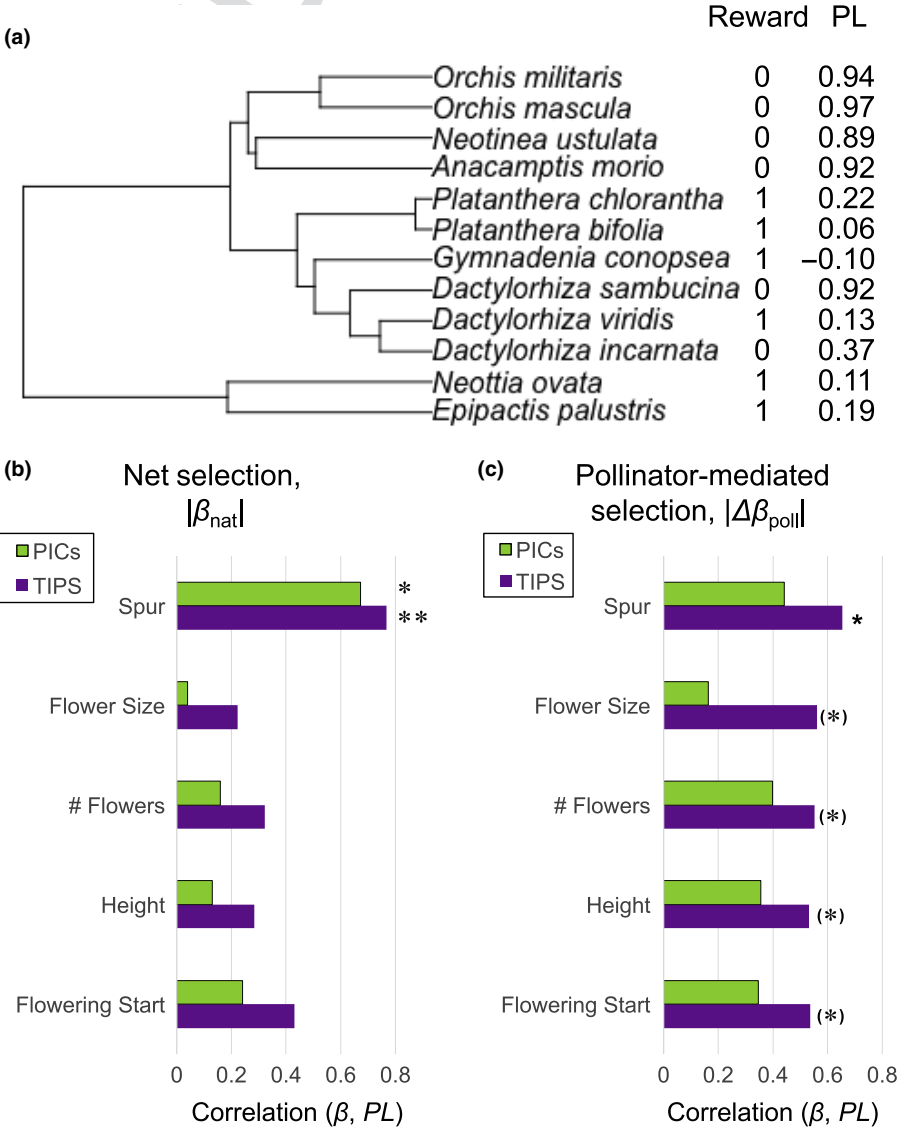 Reward PL
(a)
Orchis militaris 0 0.94
Orchis mascula 0 0.97
Neotinea ustulata 0 0.89
Anacamptis morio 0 0.92
Platanthera chlorantha 1 0.22
Platanthera bifolia 1 0.06
Gymnadenia conopsea 1 −0.10
Dactylorhiza sambucina 0 0.92
Dactylorhiza viridis 1 0.13
Dactylorhiza incarnata 0 0.37
Neottia ovata 1 0.11
Epipactis palustris 1 0.19
(b)
Net selection,
|βnat|
PICs
TIPS
Spur
*
**
Flower Size
# Flowers
Height
Flowering Start
0 0.2 0.4 0.6 0.8
Correlation (β, PL)
(c)
Pollinator-mediated
selection, |Δβpoll|
PICs
TIPS
Spur
*
Flower Size
(*)
# Flowers
(*)
Height
(*)
Flowering Start
(*)
0 0.2 0.4 0.6 0.8
Correlation (β, PL)